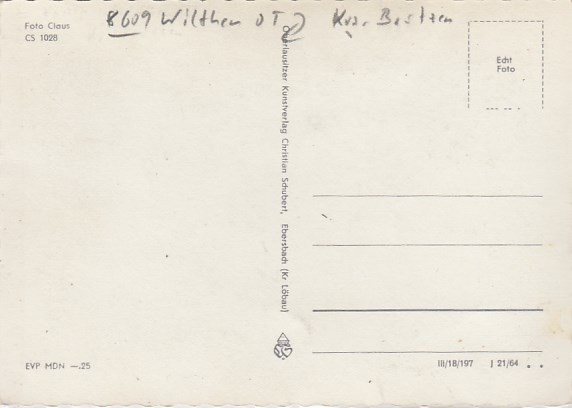 8609 Wilthen OT Krs. Bautzen
Foto Claus
CS 1028
Echt
Foto
Oberlausitzer Kunstverlag Christian Schubert, Ebersbach (Kr Löbau)
EVP MDN —.25
III/18/197 J 21/64